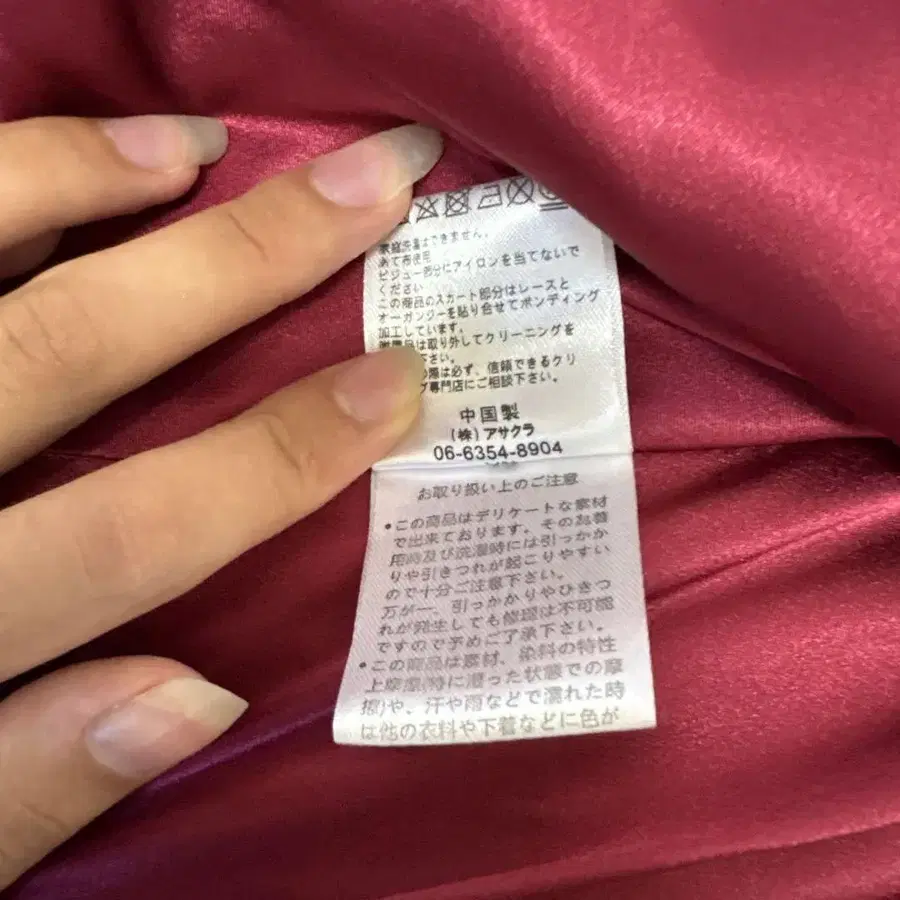 家庭洗濯はできません。
あて布使用
ビジュー部分にアイロンを当てないで
ください
この商品のスカート部分はレースと
オーガンジーを貼り合せてボンディング
加工しています。
は取り外してクリーニングを
下さい。
際は必ず、信頼できるクリ
グ専門店にご相談下さい。
中国製
(株)アサクラ
06-6354-8904
お取り扱い上のご注意
•この商品はデリケートな素材
で出来ております。その為着
用時及び洗濯時には引っかか
りや引きつれが起こりやすい
ので十分ご注意下さい。
万が一、引っかかりやひきつ
れが発生しても修理は不可能
ですので予めご了承下さい。
•この商品は素材、染料の特性
上摩擦(特に湿った状態での摩
擦)や、汗や雨などで濡れた時
は他の衣料や下着などに色が